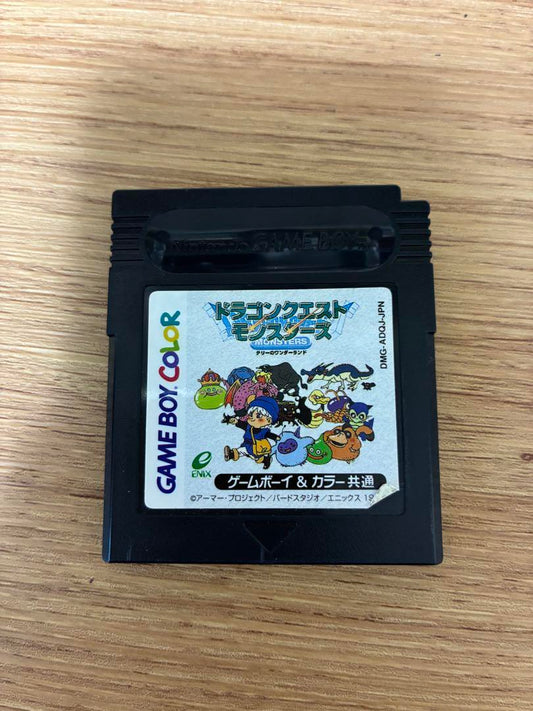 Nintendo GAME BOY
GAME BOY COLOR
ドラゴンクエスト
モンスターズ
MONSTERS
テリーのワンダーランド
DMG-ADQJ-JPN
ENIX
ゲームボーイ & カラー 共通
©アーマー・プロジェクト/バードスタジオ/エニックス 19